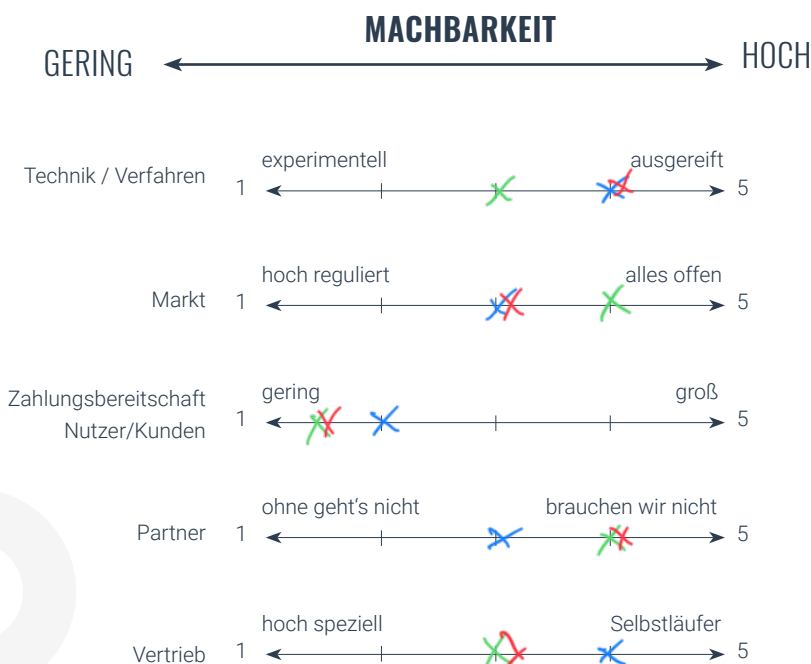 MACHBARKEIT
GERING HOCH
experimentell ausgereift
Technik / Verfahren 1 5
hoch reguliert alles offen
Markt 1 5
gering groß
Zahlungsbereitschaft
Nutzer/Kunden 1 5
ohne geht's nicht brauchen wir nicht
Partner 1 5
hoch speziell Selbstläufer
Vertrieb 1 5